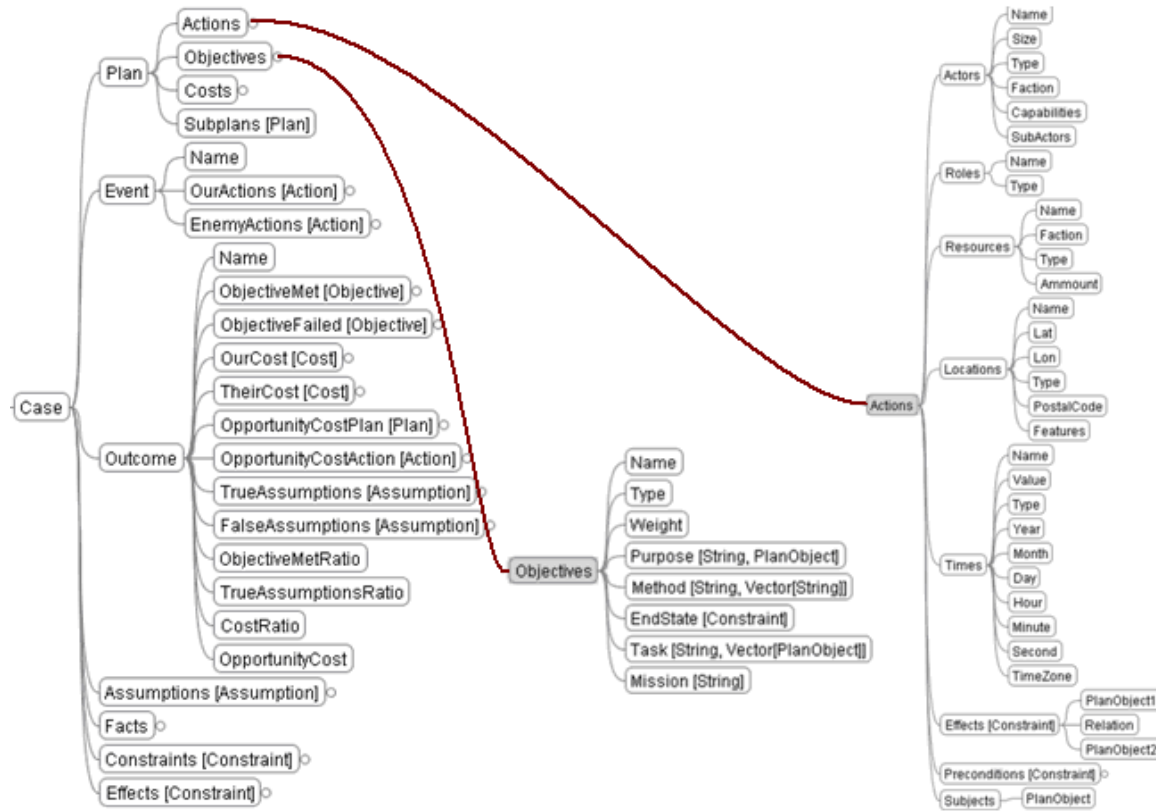 Case
Plan
Actions
Objectives
Costs
Subplans [Plan]
Event
Name
OurActions [Action]
EnemyActions [Action]
Outcome
Name
ObjectiveMet [Objective]
ObjectiveFailed [Objective]
OurCost [Cost]
TheirCost [Cost]
OpportunityCostPlan [Plan]
OpportunityCostAction [Action]
TrueAssumptions [Assumption]
FalseAssumptions [Assumption]
ObjectiveMetRatio
TrueAssumptionsRatio
CostRatio
OpportunityCost
Assumptions [Assumption]
Facts
Constraints [Constraint]
Effects [Constraint]
Objectives
Name
Type
Weight
Purpose [String, PlanObject]
Method [String, Vector[String]]
EndState [Constraint]
Task [String, Vector[PlanObject]]
Mission [String]
Actions
Actors
Name
Size
Type
Faction
Capabilities
SubActors
Roles
Name
Type
Resources
Name
Faction
Type
Ammount
Locations
Name
Lat
Lon
Type
PostalCode
Features
Times
Name
Value
Type
Year
Month
Day
Hour
Minute
Second
TimeZone
Effects [Constraint]
PlanObject1
Relation
PlanObject2
Preconditions [Constraint]
Subjects
PlanObject